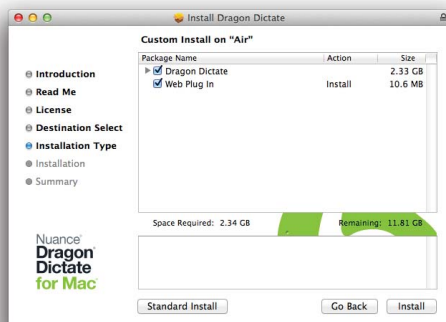 Install Dragon Dictate
Custom Install on "Air"
Package Name Action Size
Dragon Dictate 2.33 GB
Web Plug In Install 10.6 MB
Introduction
Read Me
License
Destination Select
Installation Type
Installation
Summary
Space Required: 2.34 GB Remaining: 11.81 GB
Nuance®
Dragon®
Dictate
for Mac
Standard Install Go Back Install